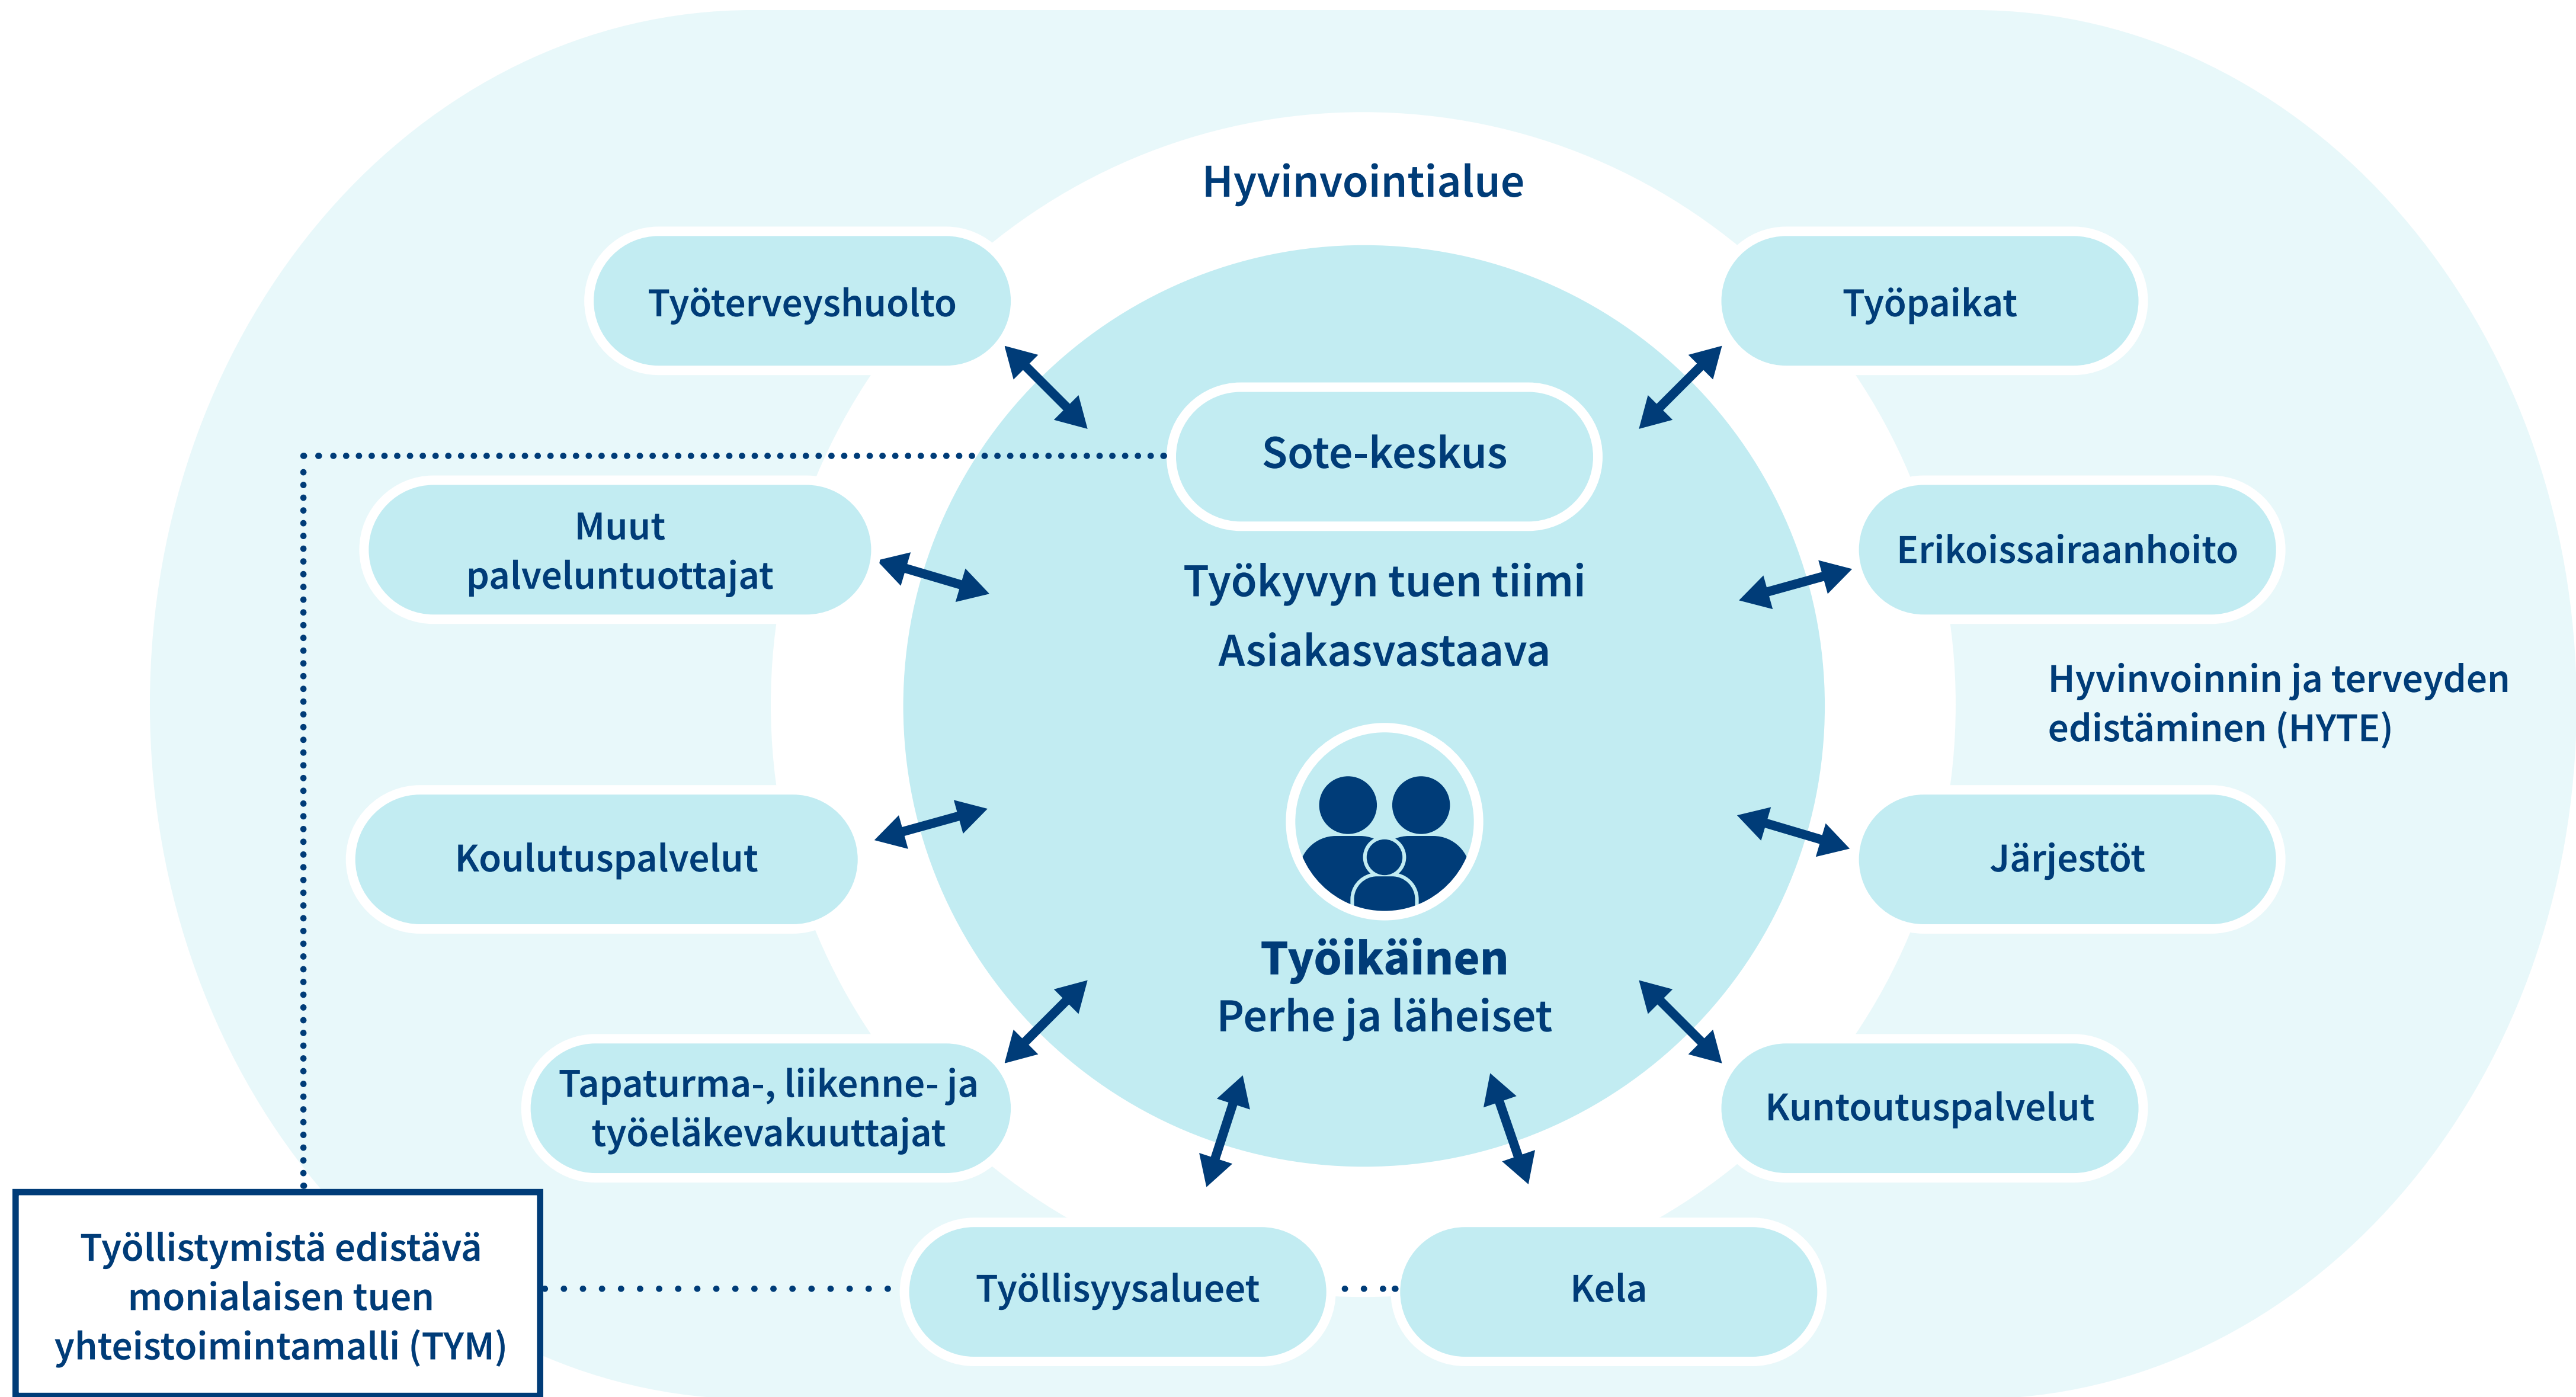 Hyvinvointialue
Työterveyshuolto
Työpaikat
Sote-keskus
Muut
palveluntuottajat
Työkyvyn tuen tiimi
Asiakasvastaava
Erikoissairaanhoito
Hyvinvoinnin ja terveyden
edistäminen (HYTE)
Koulutuspalvelut
Järjestöt
Työikäinen
Perhe ja läheiset
Tapaturma-, liikenne- ja
työeläkevakuuttajat
Kuntoutuspalvelut
Työllistymistä edistävä
monialaisen tuen
yhteistoimintamalli (TYM)
Työllisyysalueet
Kela